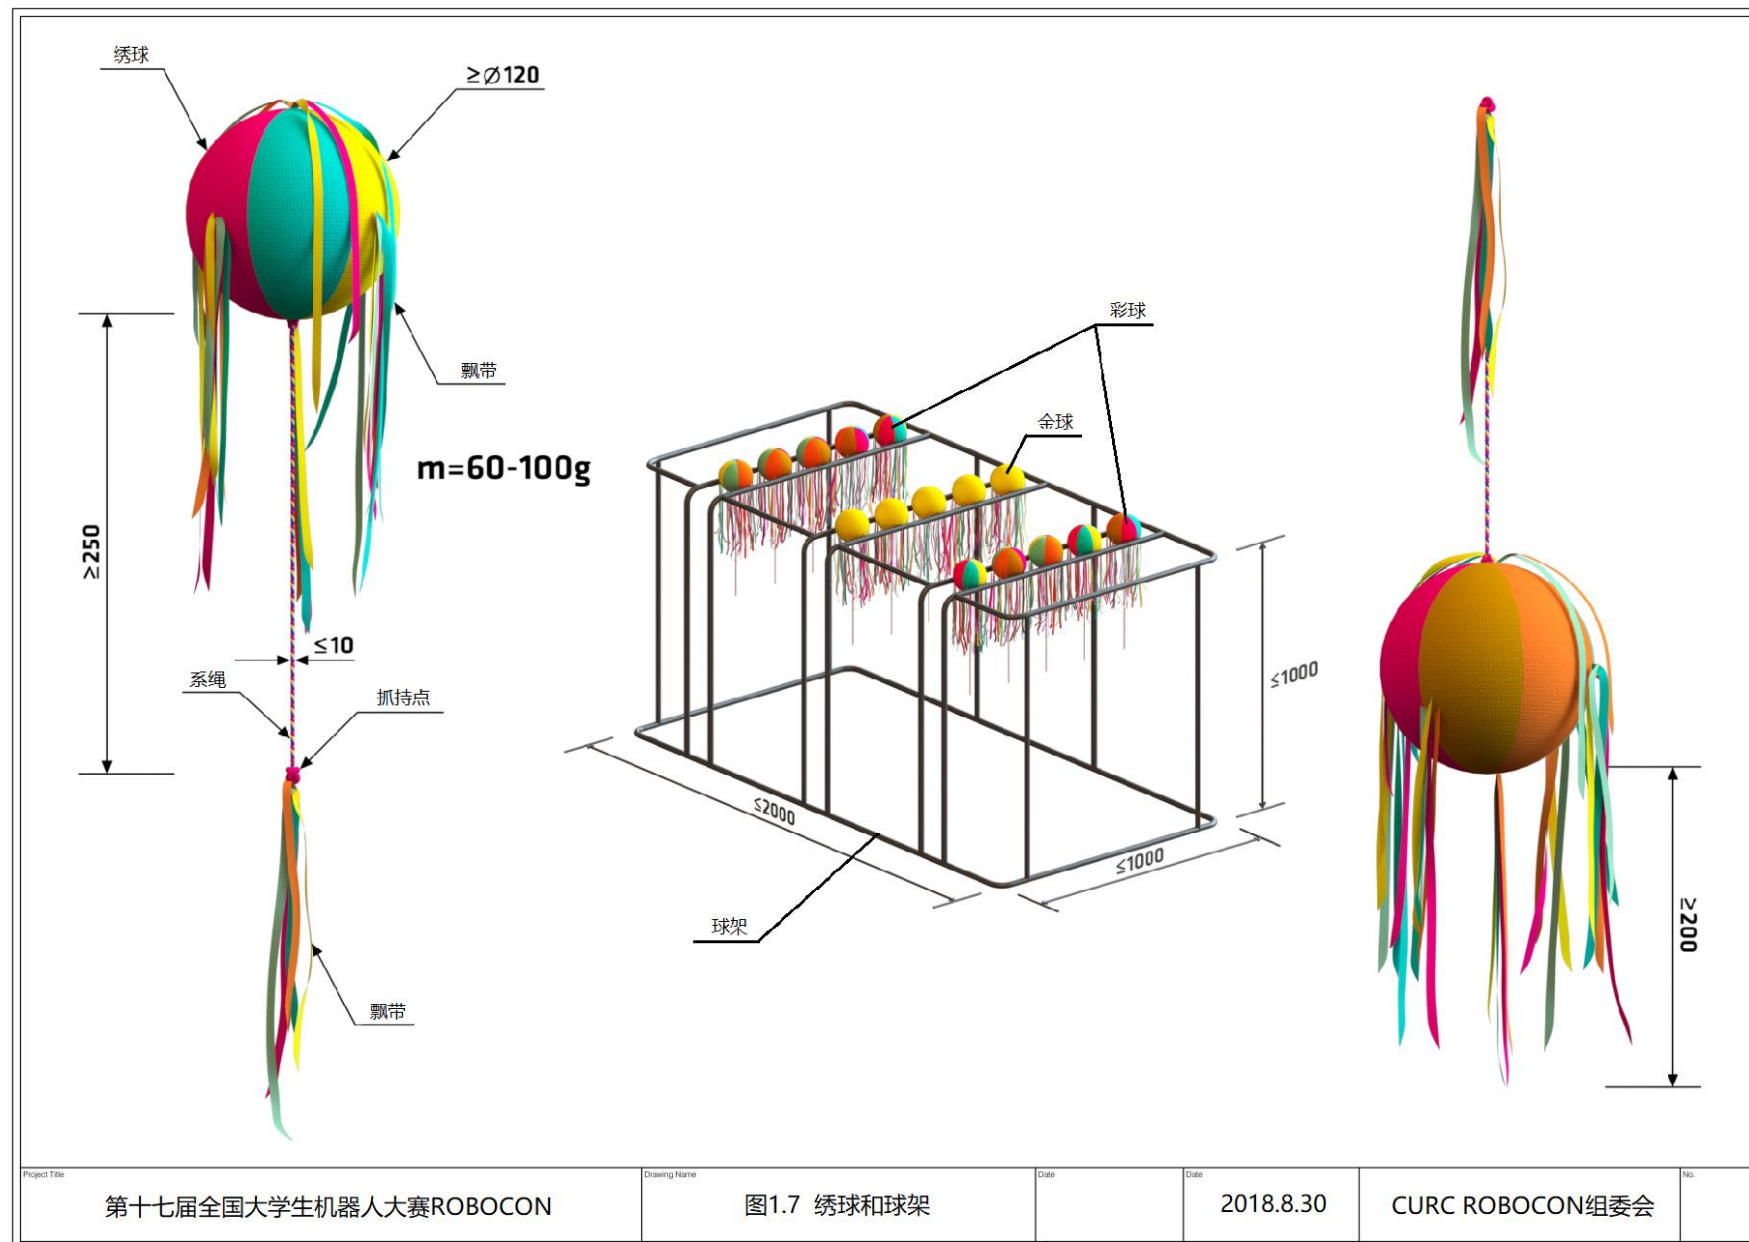 绣球
≥∅120
飘带
≥250
m=60-100g
≤10
系绳
抓持点
飘带
彩球
金球
≤1000
≤2000
≤1000
球架
≥200
Project Title
第十七届全国大学生机器人大赛ROBOCON
Drawing Name
图1.7 绣球和球架
Date
Date
2018.8.30
CURC ROBOCON组委会
No.